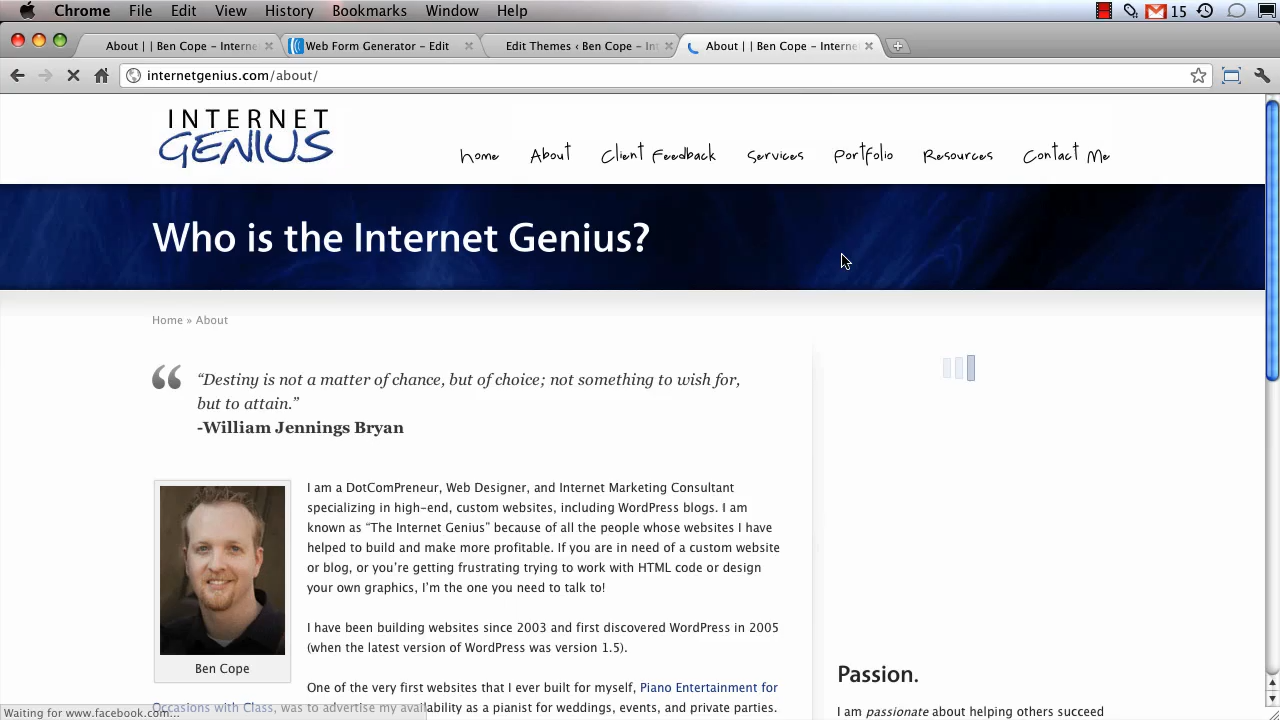 Chrome File Edit View History Bookmarks Window Help 15
About | | Ben Cope – Interne
Web Form Generator – Edit
Edit Themes ‹ Ben Cope – Int
About | | Ben Cope – Interne
internetgenius.com/about/
INTERNET
GENIUS
Home About Client Feedback Services Portfolio Resources Contact Me
Who is the Internet Genius?
Home » About
“Destiny is not a matter of chance, but of choice; not something to wish for,
but to attain.”
-William Jennings Bryan
I am a DotComPreneur, Web Designer, and Internet Marketing Consultant
specializing in high-end, custom websites, including WordPress blogs. I am
known as “The Internet Genius” because of all the people whose websites I have
helped to build and make more profitable. If you are in need of a custom website
or blog, or you’re getting frustrating trying to work with HTML code or design
your own graphics, I’m the one you need to talk to!
Ben Cope
I have been building websites since 2003 and first discovered WordPress in 2005
(when the latest version of WordPress was version 1.5).
One of the very first websites that I ever built for myself, Piano Entertainment for
Occasions with Class, was to advertise my availability as a pianist for weddings, events, and private parties.
Passion.
I am passionate about helping others succeed
Waiting for www.facebook.com...